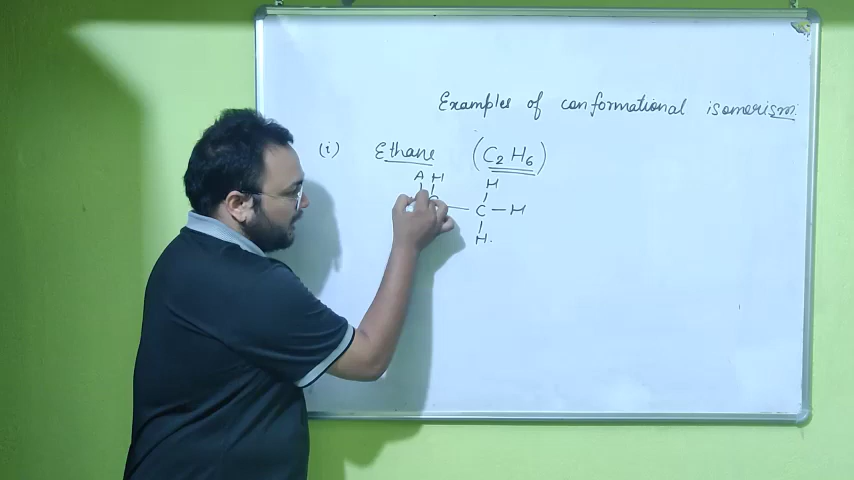 Examples of conformational isomerism.
(i) Ethane (C2 H6)
A H H
C — C — H
H.